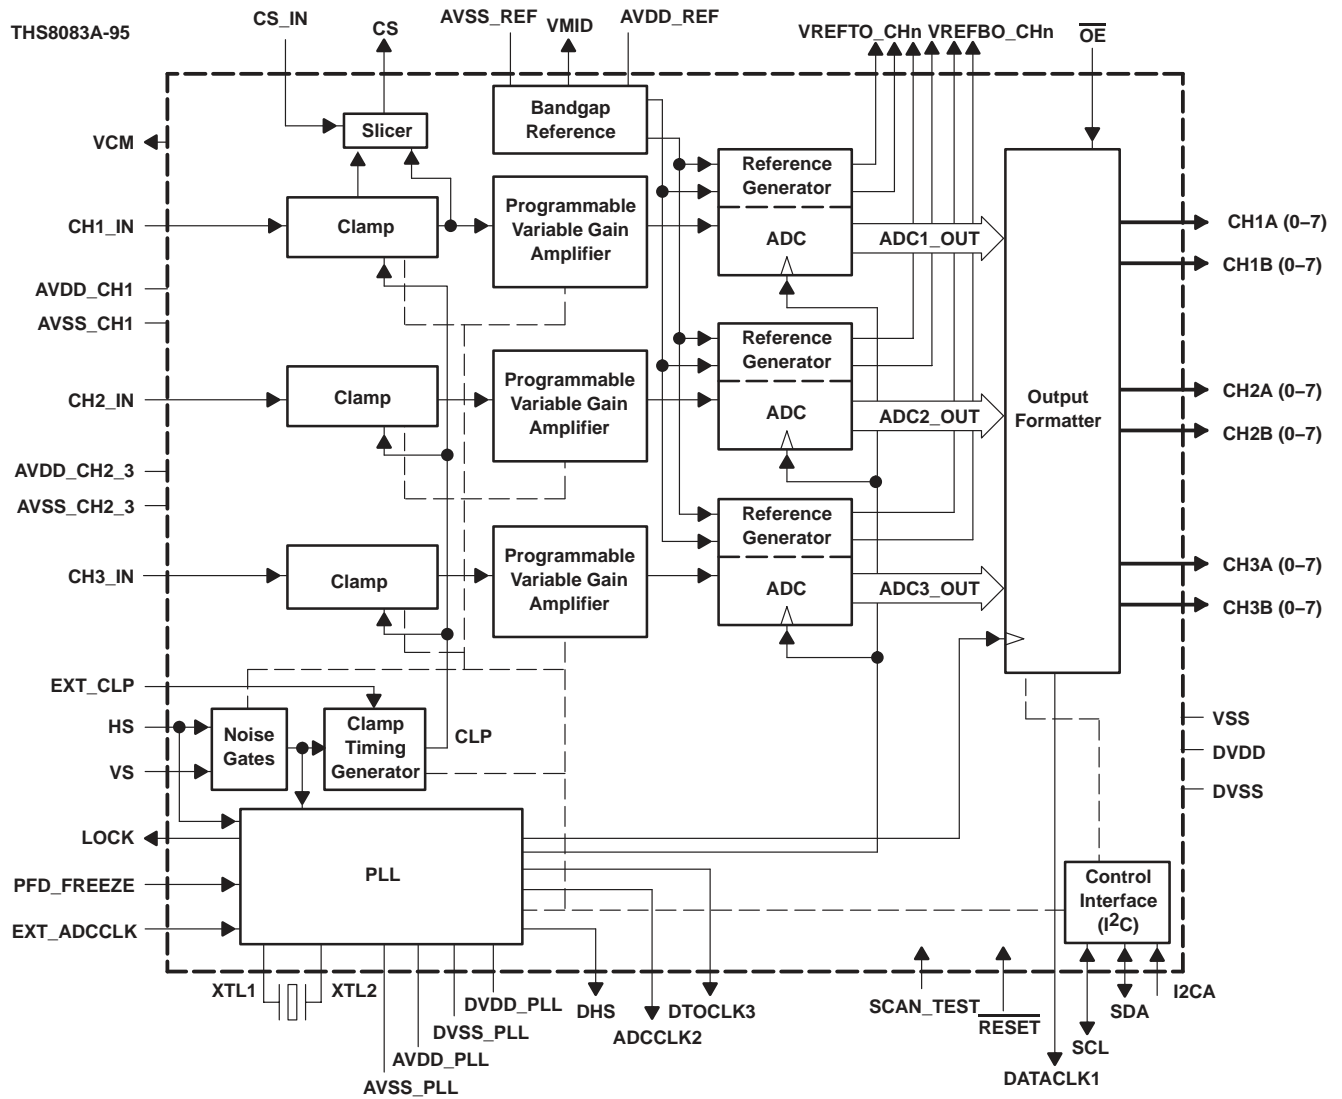 THS8083A-95
CS_IN
CS
AVSS_REF
VMID
AVDD_REF
VREFTO_CHn
VREFBO_CHn
OE
Bandgap
Reference
Slicer
VCM
Reference
Generator
Programmable
Variable Gain
Amplifier
CH1_IN
Clamp
ADC
ADC1_OUT
CH1A (0–7)
CH1B (0–7)
AVDD_CH1
AVSS_CH1
Reference
Generator
Programmable
Variable Gain
Amplifier
CH2_IN
Clamp
ADC
ADC2_OUT
Output
Formatter
CH2A (0–7)
CH2B (0–7)
AVDD_CH2_3
AVSS_CH2_3
Reference
Generator
Programmable
Variable Gain
Amplifier
CH3_IN
Clamp
ADC
ADC3_OUT
CH3A (0–7)
CH3B (0–7)
EXT_CLP
HS
VS
Noise
Gates
Clamp
Timing
Generator
CLP
VSS
DVDD
DVSS
LOCK
PFD_FREEZE
EXT_ADCCLK
PLL
Control
Interface
(I2C)
XTL1
XTL2
DVDD_PLL
DVSS_PLL
AVDD_PLL
AVSS_PLL
DHS
ADCCLK2
DTOCLK3
SCAN_TEST
RESET
SCL
SDA
I2CA
DATACLK1